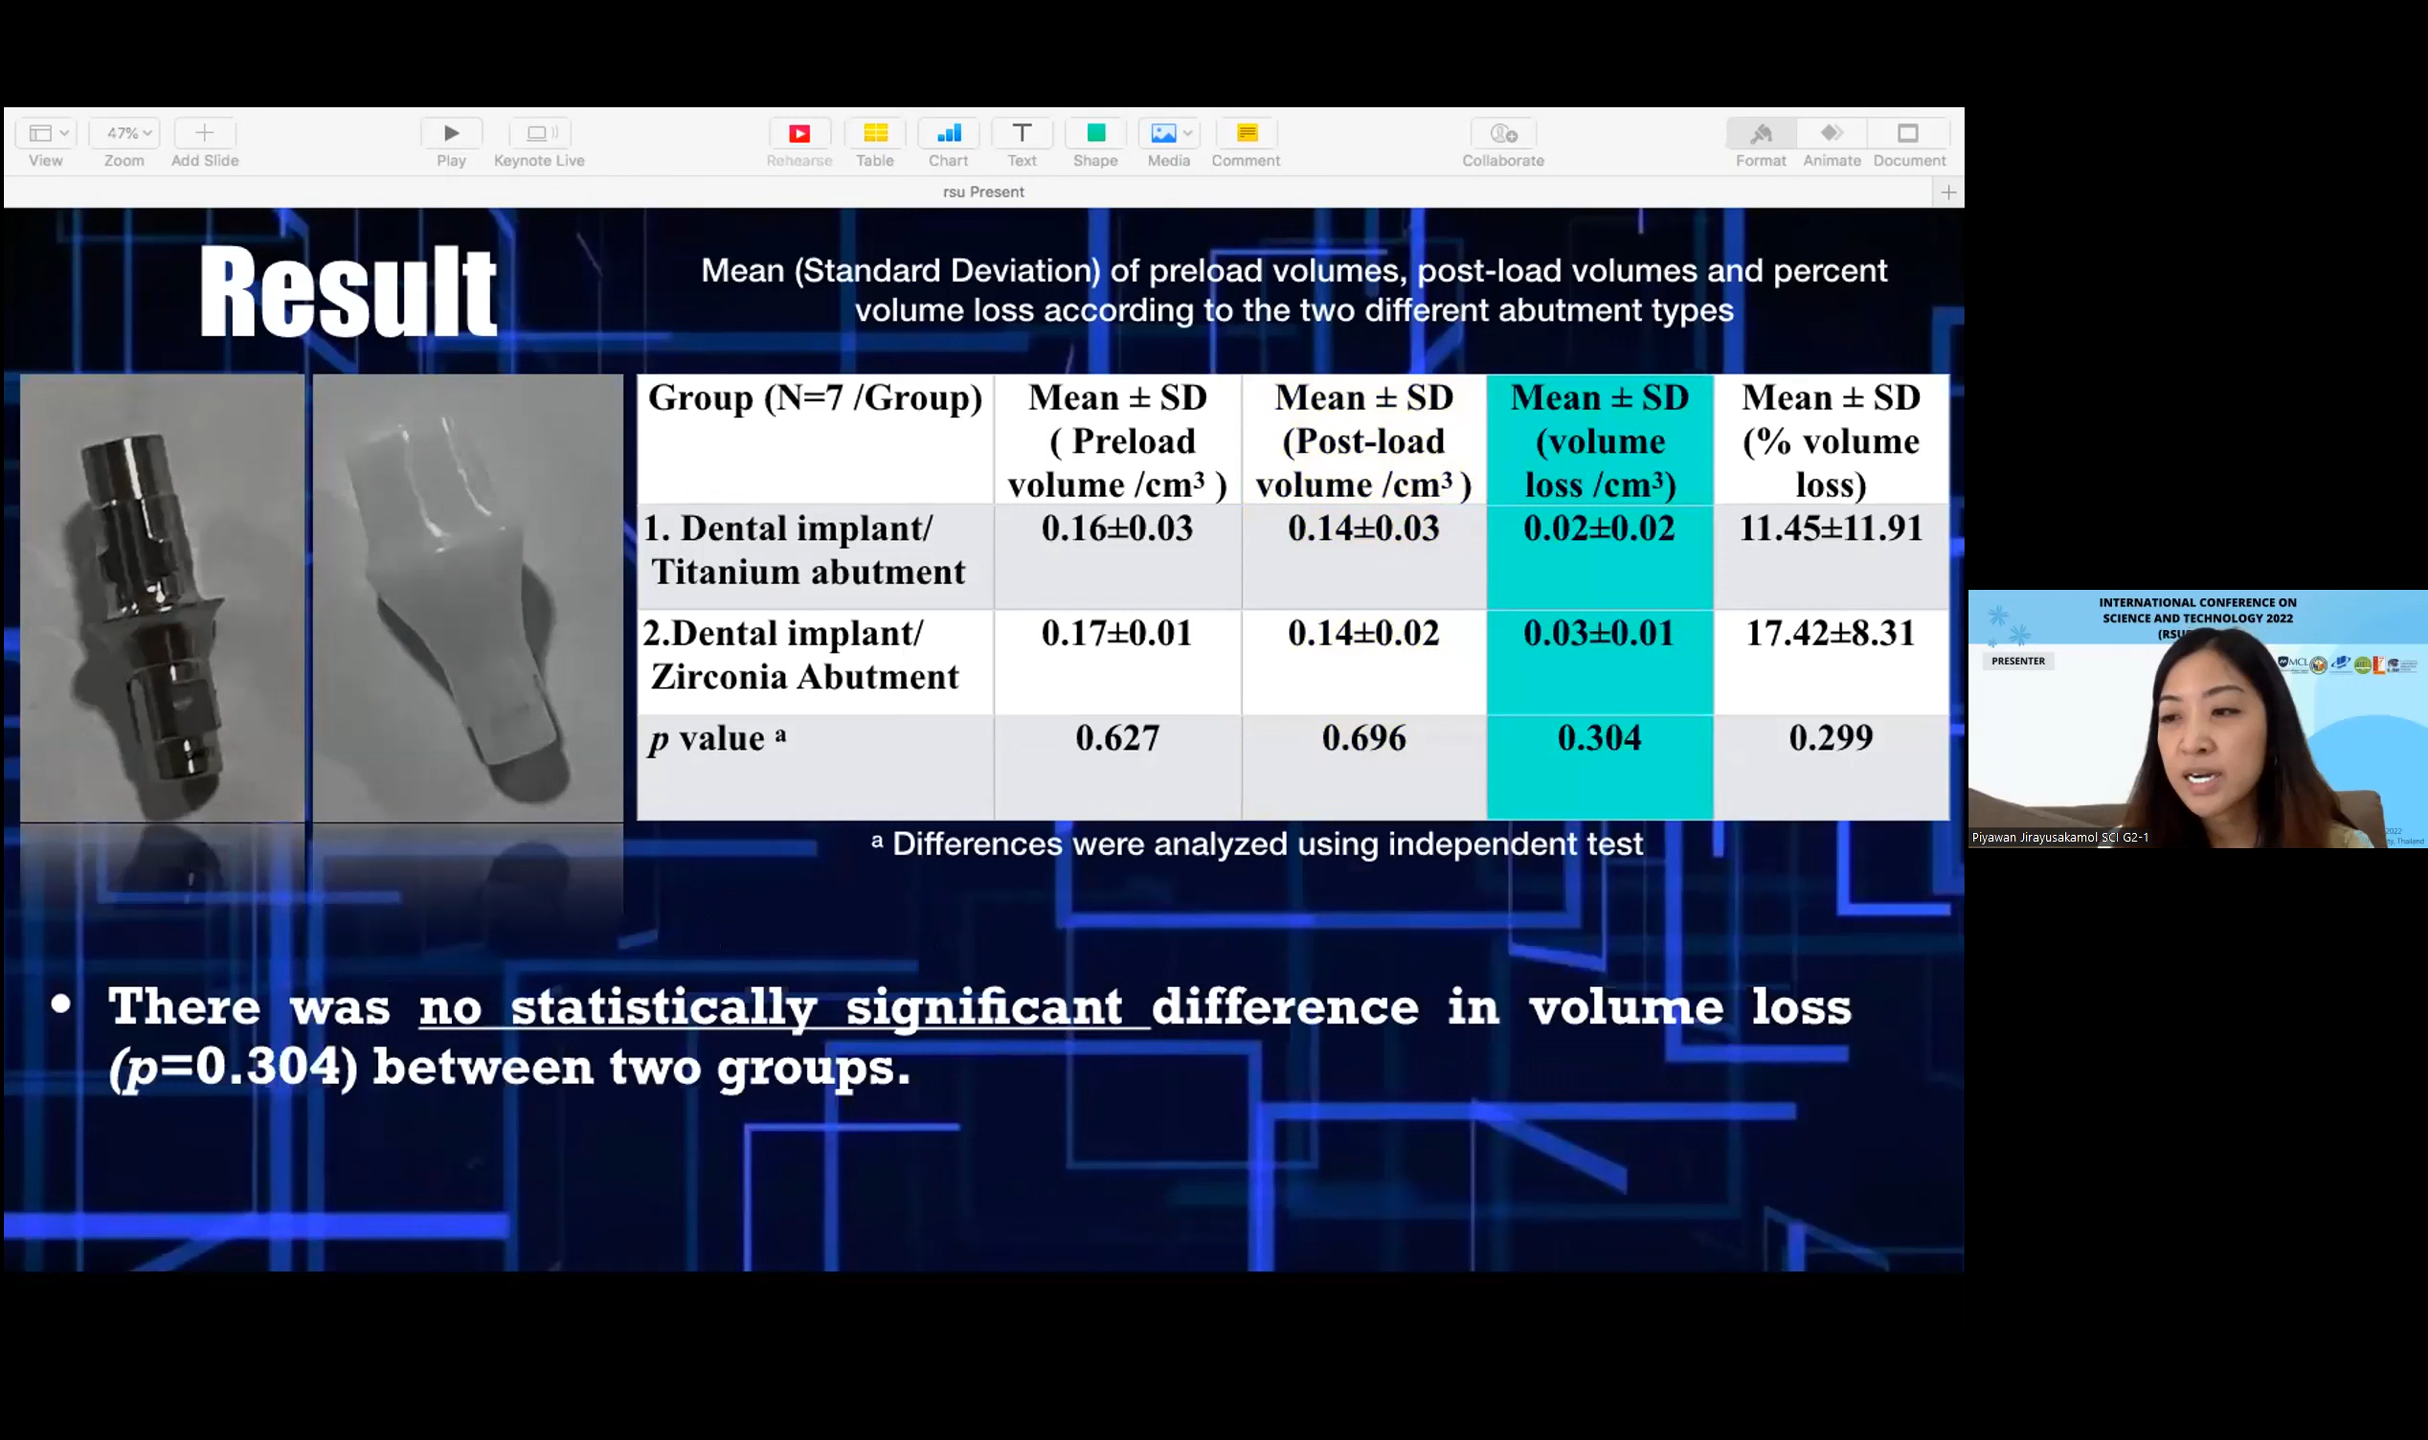 View
47%
Zoom
Add Slide
Play
Keynote Live
Rehearse
Table
Chart
Text
Shape
Media
Comment
Collaborate
Format
Animate
Document
rsu Present
Result
Mean (Standard Deviation) of preload volumes, post-load volumes and percent
volume loss according to the two different abutment types
Group (N=7 /Group)
Mean ± SD
( Preload
volume /cm³ )
Mean ± SD
(Post-load
volume /cm³ )
Mean ± SD
(volume
loss /cm³)
Mean ± SD
(% volume
loss)
1. Dental implant/
Titanium abutment
0.16±0.03
0.14±0.03
0.02±0.02
11.45±11.91
2.Dental implant/
Zirconia Abutment
0.17±0.01
0.14±0.02
0.03±0.01
17.42±8.31
p value ª
0.627
0.696
0.304
0.299
ª Differences were analyzed using independent test
• There was no statistically significant difference in volume loss
(p=0.304) between two groups.
INTERNATIONAL CONFERENCE ON
SCIENCE AND TECHNOLOGY 2022
(RSU
PRESENTER
MCL
Piyawan Jirayusakamol SCI G2-1
2022
Thailand